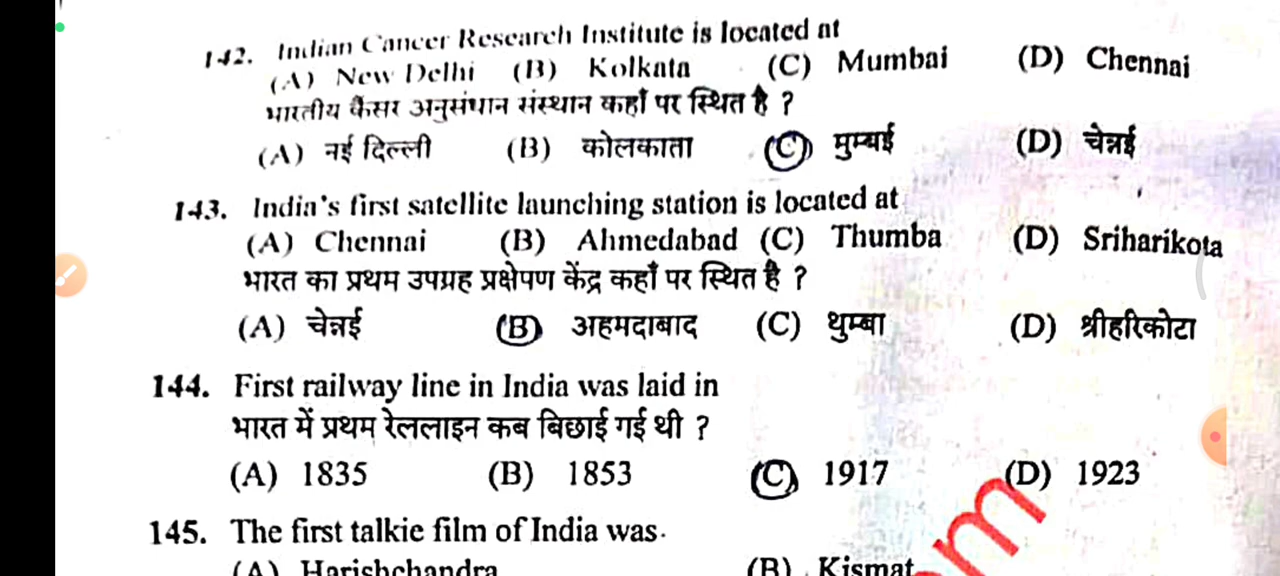 142. Indian Cancer Research Institute is located at
(A) New Delhi (B) Kolkata (C) Mumbai (D) Chennai
भारतीय कैंसर अनुसंधान संस्थान कहाँ पर स्थित है ?
(A) नई दिल्ली (B) कोलकाता (C) मुम्बई (D) चेन्नई
143. India's first satellite launching station is located at
(A) Chennai (B) Ahmedabad (C) Thumba (D) Sriharikota
भारत का प्रथम उपग्रह प्रक्षेपण केंद्र कहाँ पर स्थित है ?
(A) चेन्नई (B) अहमदाबाद (C) थुम्बा (D) श्रीहरिकोटा
144. First railway line in India was laid in
भारत में प्रथम रेललाइन कब बिछाई गई थी ?
(A) 1835 (B) 1853 (C) 1917 (D) 1923
145. The first talkie film of India was
(A) Harishchandra (B) Kismat
om